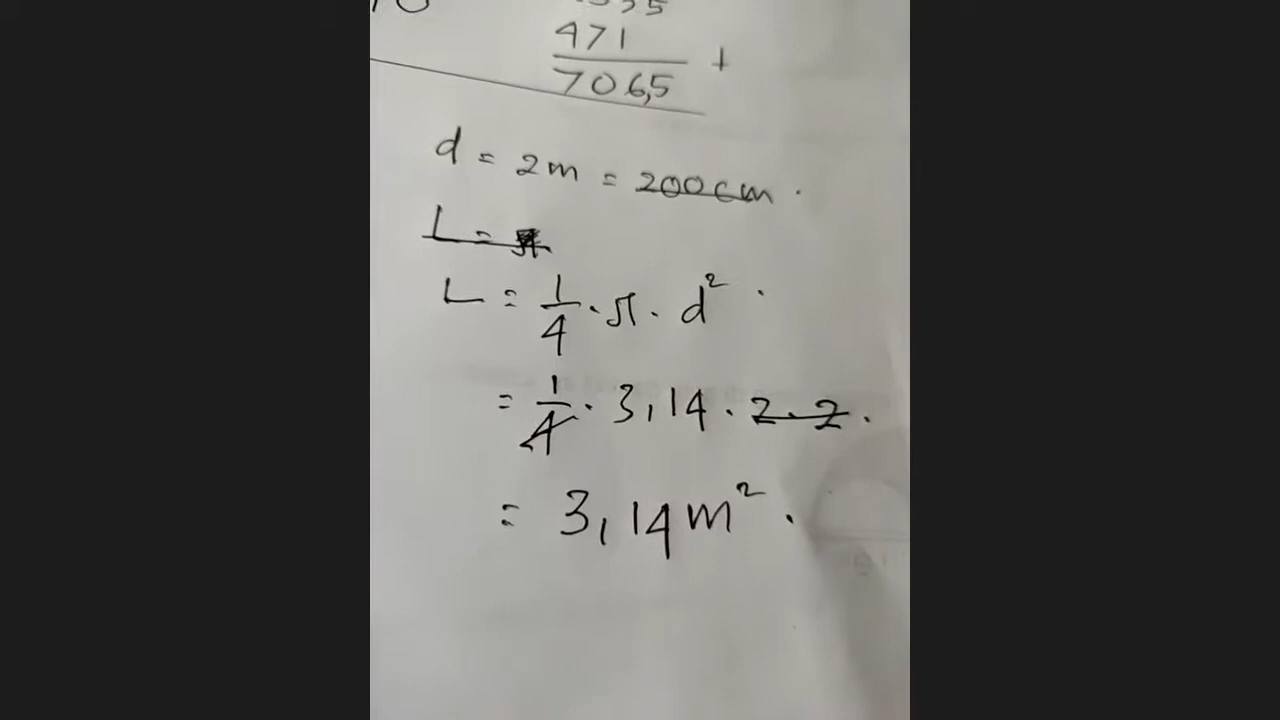 471
706,5 +
d = 2m = 200cm.
L = π
L = 1/4 . π . d² .
= 1/4 . 3,14 . 2 . 2 .
= 3,14 m² .